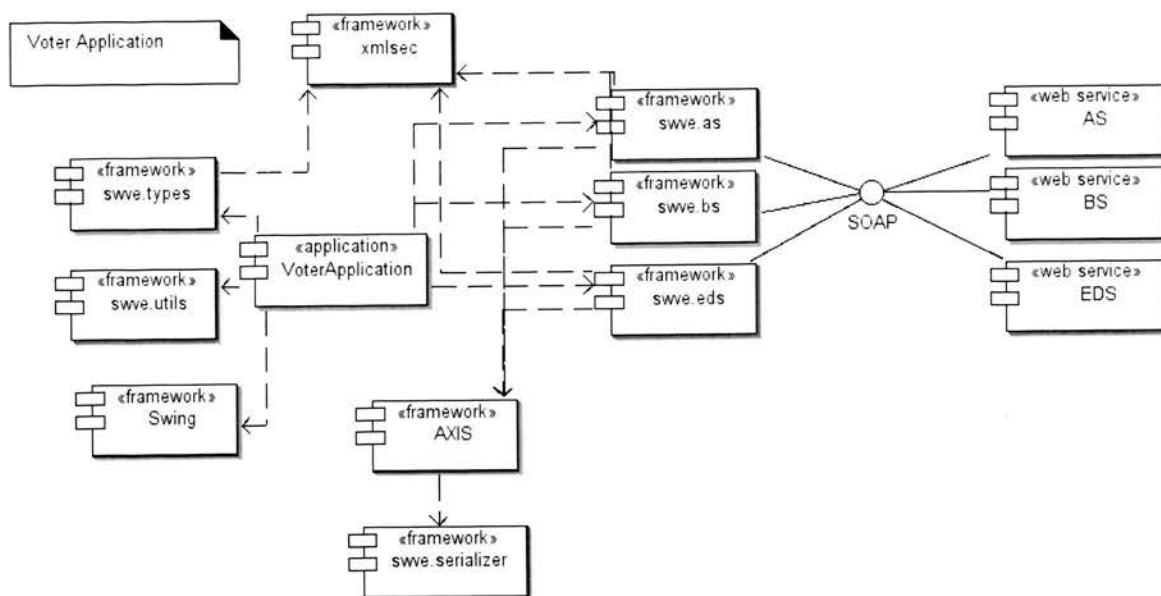 Voter Application
«framework»
xmlsec
«framework»
swve.as
«web service»
AS
«framework»
swve.types
«framework»
swve.bs
SOAP
«web service»
BS
«application»
VoterApplication
«framework»
swve.utils
«framework»
swve.eds
«web service»
EDS
«framework»
Swing
«framework»
AXIS
«framework»
swve.serializer